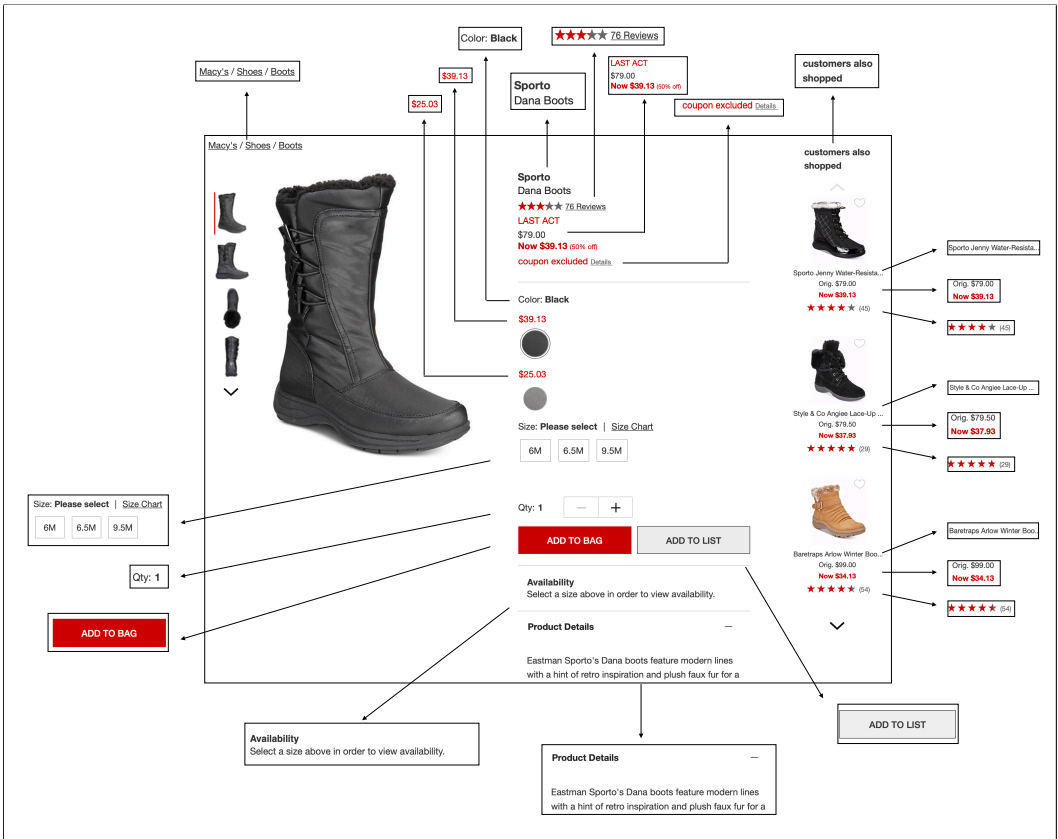 Color: Black
★★★★★ 76 Reviews
Macy's / Shoes / Boots
$39.13
$25.03
Sporto
Dana Boots
LAST ACT
$79.00
Now $39.13 (50% off)
coupon excluded Details
customers also
shopped
Macy's / Shoes / Boots
Sporto
Dana Boots
★★★★★ 76 Reviews
LAST ACT
$79.00
Now $39.13 (50% off)
coupon excluded Details
Color: Black
$39.13
$25.03
Size: Please select | Size Chart
6M 6.5M 9.5M
Qty: 1 — +
ADD TO BAG ADD TO LIST
Availability
Select a size above in order to view availability.
Product Details —
Eastman Sporto's Dana boots feature modern lines
with a hint of retro inspiration and plush faux fur for a
customers also
shopped
Sporto Jenny Water-Resista...
Orig. $79.00
Now $39.13
★★★★★ (45)
Style & Co Angiee Lace-Up ...
Orig. $79.50
Now $37.93
★★★★★ (29)
Baretraps Arlow Winter Boo...
Orig. $99.00
Now $34.13
★★★★★ (54)
Sporto Jenny Water-Resista...
Orig. $79.00
Now $39.13
★★★★★ (45)
Style & Co Angiee Lace-Up ...
Orig. $79.50
Now $37.93
★★★★★ (29)
Baretraps Arlow Winter Boo...
Orig. $99.00
Now $34.13
★★★★★ (54)
Size: Please select | Size Chart
6M 6.5M 9.5M
Qty: 1
ADD TO BAG
Availability
Select a size above in order to view availability.
Product Details —
Eastman Sporto's Dana boots feature modern lines
with a hint of retro inspiration and plush faux fur for a
ADD TO LIST